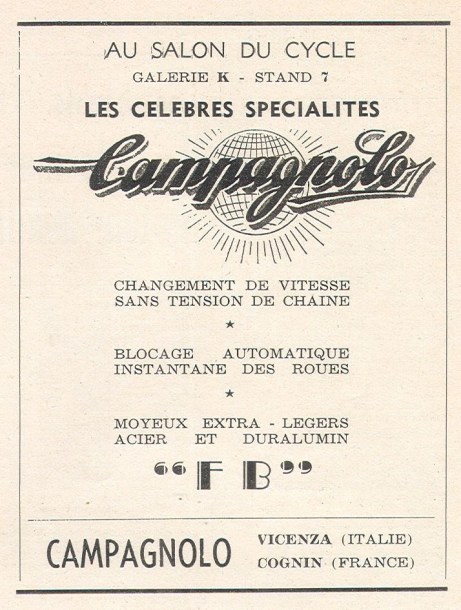 AU SALON DU CYCLE
GALERIE K - STAND 7
LES CELEBRES SPECIALITES
Campagnolo
CHANGEMENT DE VITESSE
SANS TENSION DE CHAINE
★
BLOCAGE AUTOMATIQUE
INSTANTANE DES ROUES
★
MOYEUX EXTRA - LEGERS
ACIER ET DURALUMIN
“FB”
CAMPAGNOLO
VICENZA (ITALIE)
COGNIN (FRANCE)